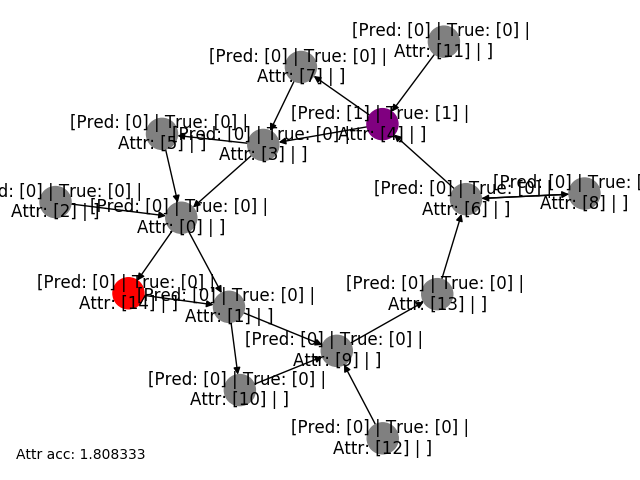 [Pred: [0] | True: [0] |
Attr: [11] | ]
[Pred: [0] | True: [0] |
Attr: [7] | ]
[Pred: [1] | True: [1] |
Attr: [4] | ]
[Pred: [0] | True: [0] |
Attr: [5] | ]
[Pred: [0] | True: [0] |
Attr: [3] | ]
d: [0] | True: [0] |
Attr: [2] | ]
[Pred: [0] | True: [0] |
Attr: [0] | ]
[Pred: [0] | True: [0] |
Attr: [6] | ]
[Pred: [0] | True: [
Attr: [8] | ]
[Pred: [0] | True: [0] |
Attr: [14] | ]
[Pred: [0] | True: [0] |
Attr: [1] | ]
[Pred: [0] | True: [0] |
Attr: [13] | ]
[Pred: [0] | True: [0] |
Attr: [9] | ]
[Pred: [0] | True: [0] |
Attr: [10] | ]
[Pred: [0] | True: [0] |
Attr: [12] | ]
Attr acc: 1.808333